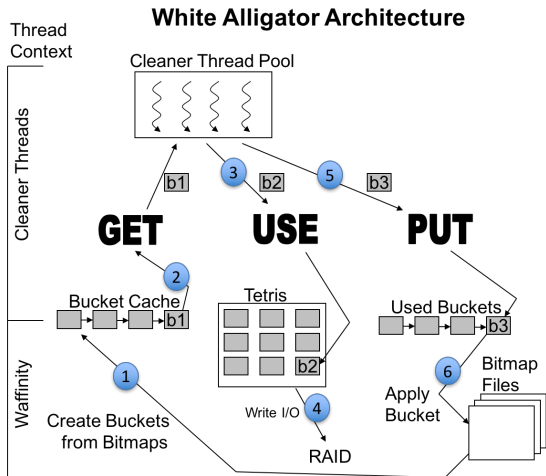 White Alligator Architecture
Thread
Context
Cleaner Thread Pool
Cleaner Threads
b1
3
b2
5
b3
GET
USE
PUT
2
Bucket Cache
b1
Tetris
b2
Used Buckets
b3
Waffinity
1
Create Buckets
from Bitmaps
Write I/O
4
RAID
6
Apply
Bucket
Bitmap
Files